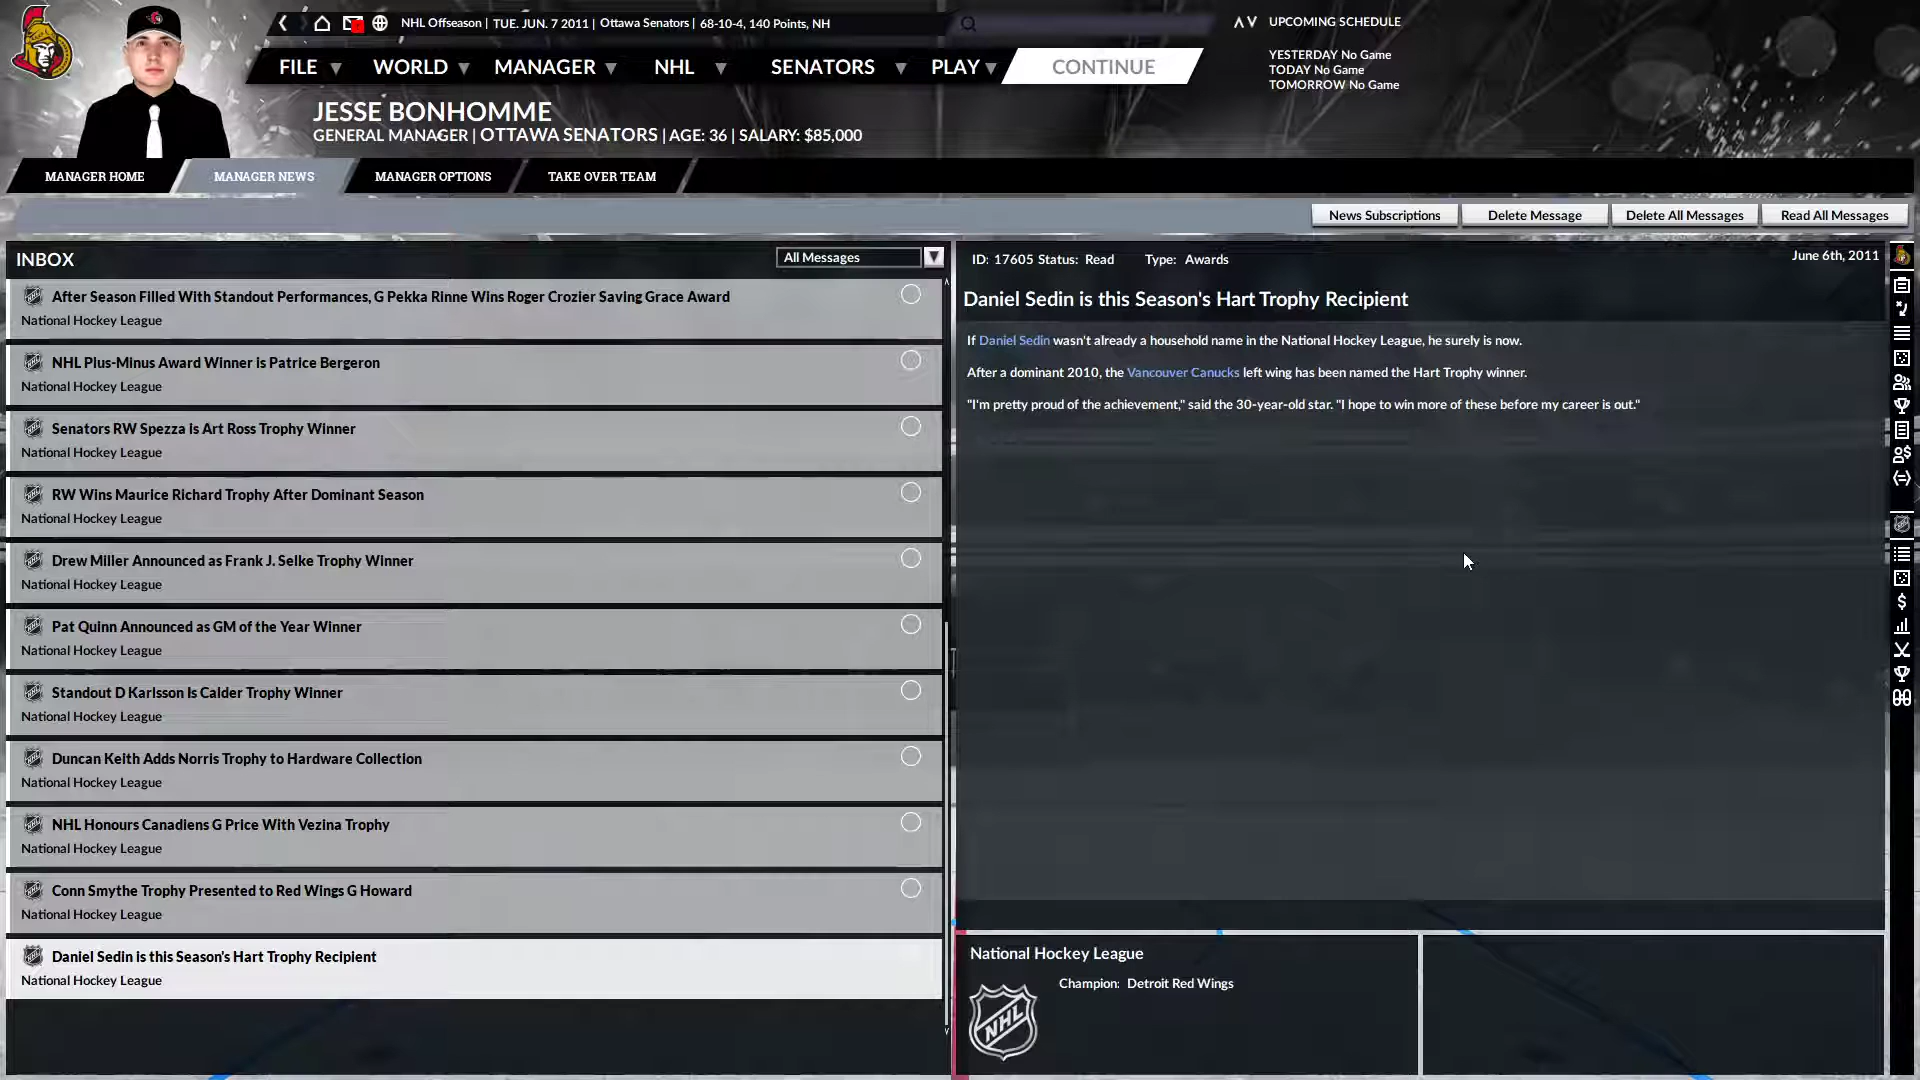 NHL Offseason | TUE. JUN. 7 2011 | Ottawa Senators | 68-10-4, 140 Points, NH
UPCOMING SCHEDULE
YESTERDAY No Game
TODAY No Game
TOMORROW No Game
FILE ▼ WORLD ▼ MANAGER ▼ NHL ▼ SENATORS ▼ PLAY ▼ CONTINUE
JESSE BONHOMME
GENERAL MANAGER | OTTAWA SENATORS | AGE: 36 | SALARY: $85,000
MANAGER HOME MANAGER NEWS MANAGER OPTIONS TAKE OVER TEAM
News Subscriptions Delete Message Delete All Messages Read All Messages
INBOX All Messages ▼
After Season Filled With Standout Performances, G Pekka Rinne Wins Roger Crozier Saving Grace Award
National Hockey League
NHL Plus-Minus Award Winner is Patrice Bergeron
National Hockey League
Senators RW Spezza is Art Ross Trophy Winner
National Hockey League
RW Wins Maurice Richard Trophy After Dominant Season
National Hockey League
Drew Miller Announced as Frank J. Selke Trophy Winner
National Hockey League
Pat Quinn Announced as GM of the Year Winner
National Hockey League
Standout D Karlsson Is Calder Trophy Winner
National Hockey League
Duncan Keith Adds Norris Trophy to Hardware Collection
National Hockey League
NHL Honours Canadiens G Price With Vezina Trophy
National Hockey League
Conn Smythe Trophy Presented to Red Wings G Howard
National Hockey League
Daniel Sedin is this Season's Hart Trophy Recipient
National Hockey League
ID: 17605 Status: Read Type: Awards June 6th, 2011
Daniel Sedin is this Season's Hart Trophy Recipient
If Daniel Sedin wasn't already a household name in the National Hockey League, he surely is now.
After a dominant 2010, the Vancouver Canucks left wing has been named the Hart Trophy winner.
"I'm pretty proud of the achievement," said the 30-year-old star. "I hope to win more of these before my career is out."
National Hockey League
Champion: Detroit Red Wings
NHL